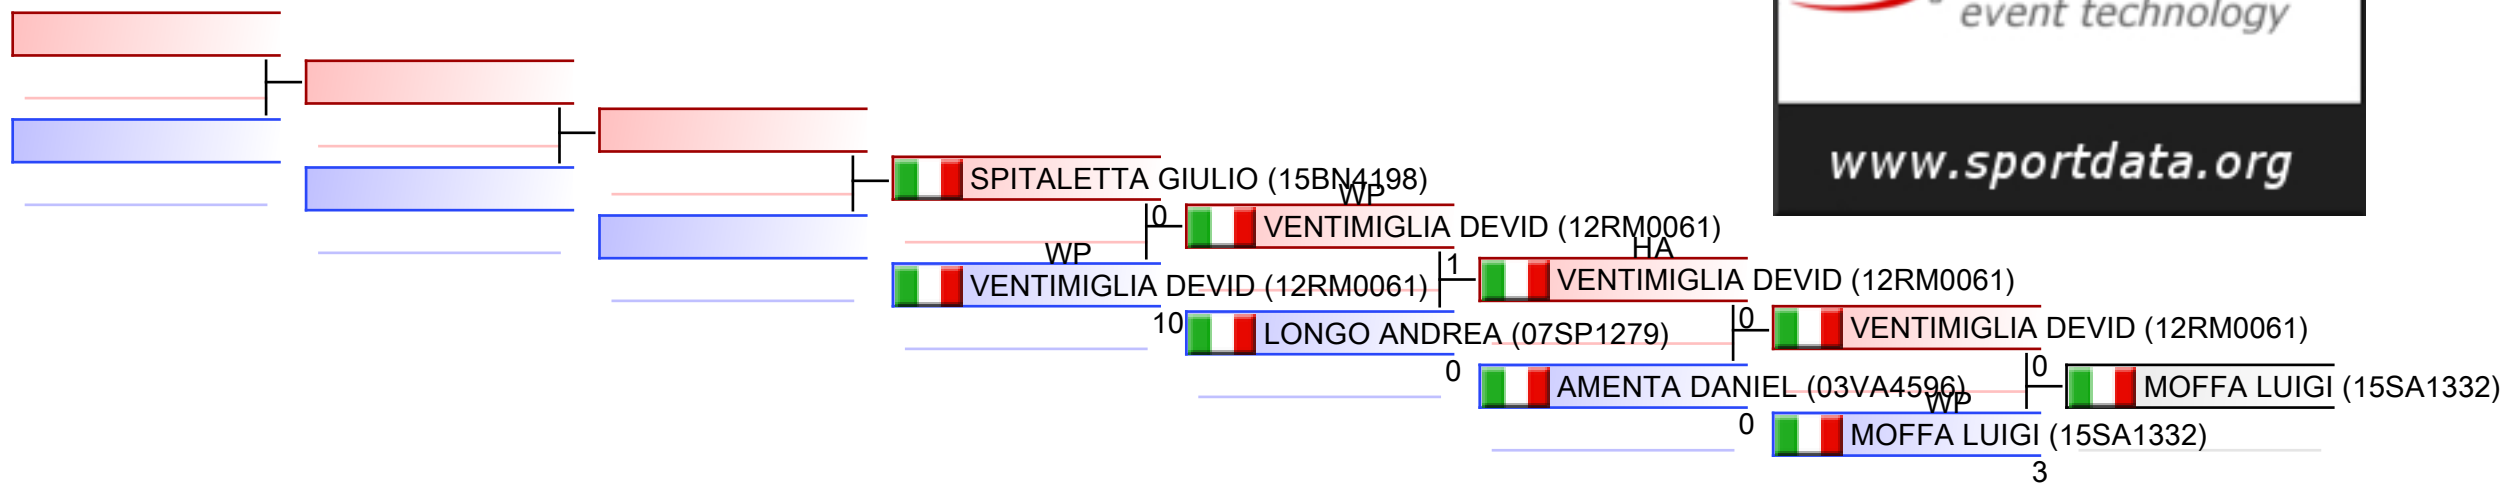 event technology
www.sportdata.org
SPITALETTA GIULIO (15BN4198)
WP
0
VENTIMIGLIA DEVID (12RM0061)
WP
HA
1
VENTIMIGLIA DEVID (12RM0061)
VENTIMIGLIA DEVID (12RM0061)
10
LONGO ANDREA (07SP1279)
0
VENTIMIGLIA DEVID (12RM0061)
0
AMENTA DANIEL (03VA4596)
0
MOFFA LUIGI (15SA1332)
WP
0
MOFFA LUIGI (15SA1332)
3